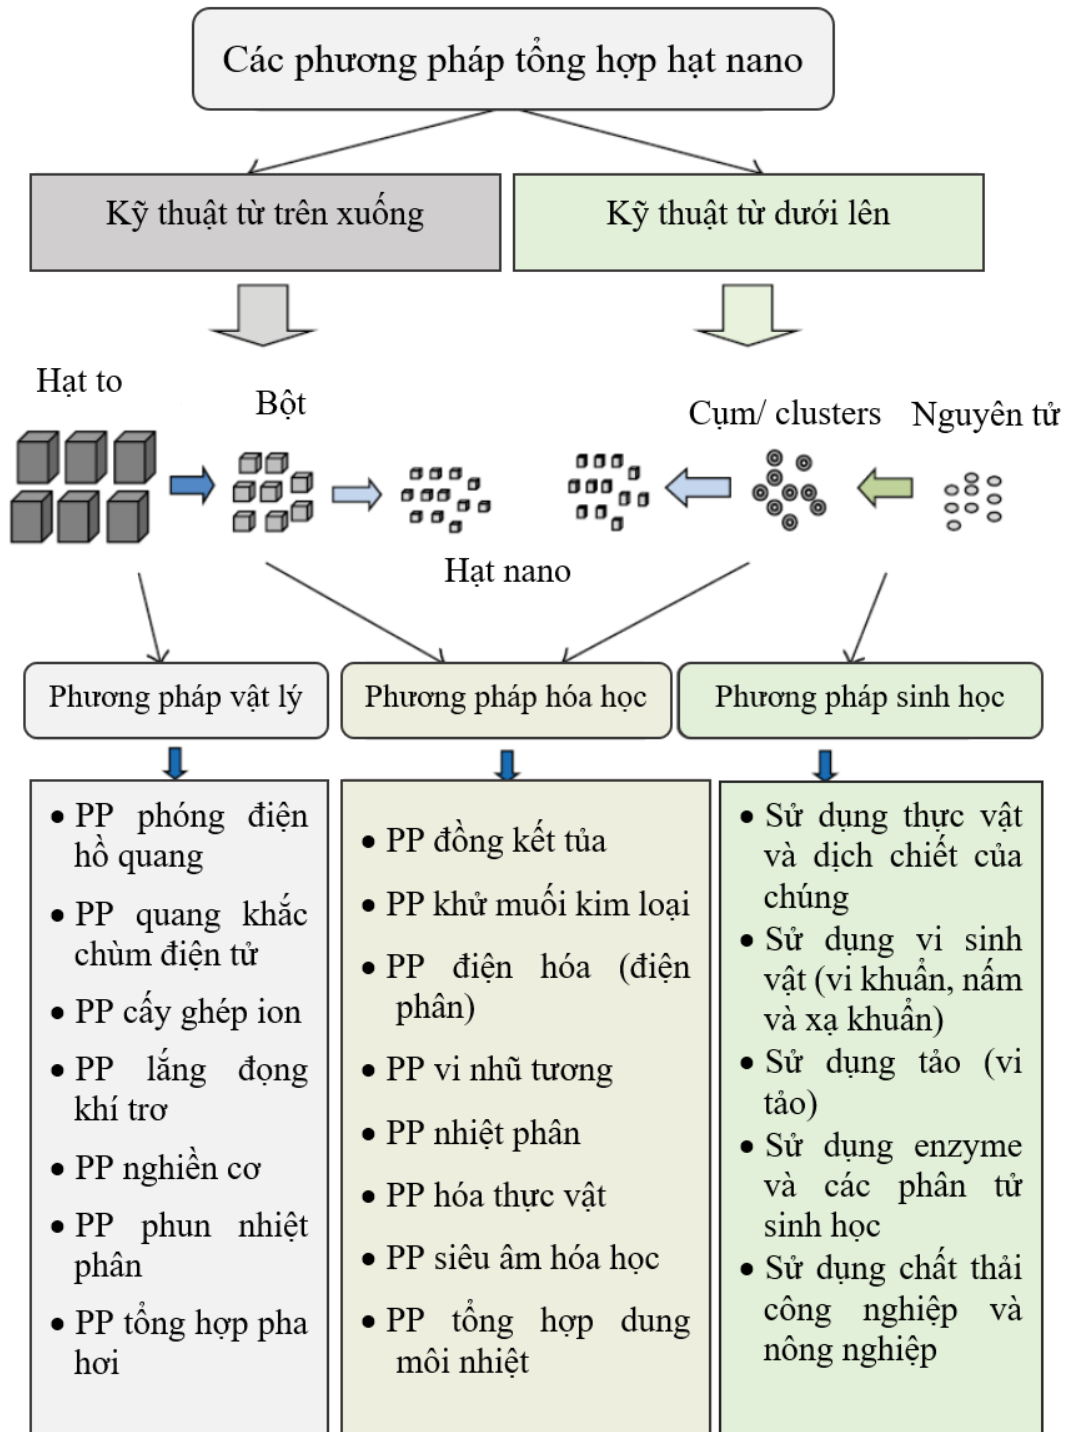 Các phương pháp tổng hợp hạt nano
Kỹ thuật từ trên xuống
Kỹ thuật từ dưới lên
Hạt to
Bột
Cụm/ clusters
Nguyên tử
Hạt nano
Phương pháp vật lý
Phương pháp hóa học
Phương pháp sinh học
• PP phóng điện
hồ quang
• PP quang khắc
chùm điện tử
• PP cấy ghép ion
• PP lắng đọng
khí trơ
• PP nghiền cơ
• PP phun nhiệt
phân
• PP tổng hợp pha
hơi
• PP đồng kết tủa
• PP khử muối kim loại
• PP điện hóa (điện
phân)
• PP vi nhũ tương
• PP nhiệt phân
• PP hóa thực vật
• PP siêu âm hóa học
• PP tổng hợp dung
môi nhiệt
• Sử dụng thực vật
và dịch chiết của
chúng
• Sử dụng vi sinh
vật (vi khuẩn, nấm
và xạ khuẩn)
• Sử dụng tảo (vi
tảo)
• Sử dụng enzyme
và các phân tử
sinh học
• Sử dụng chất thải
công nghiệp và
nông nghiệp